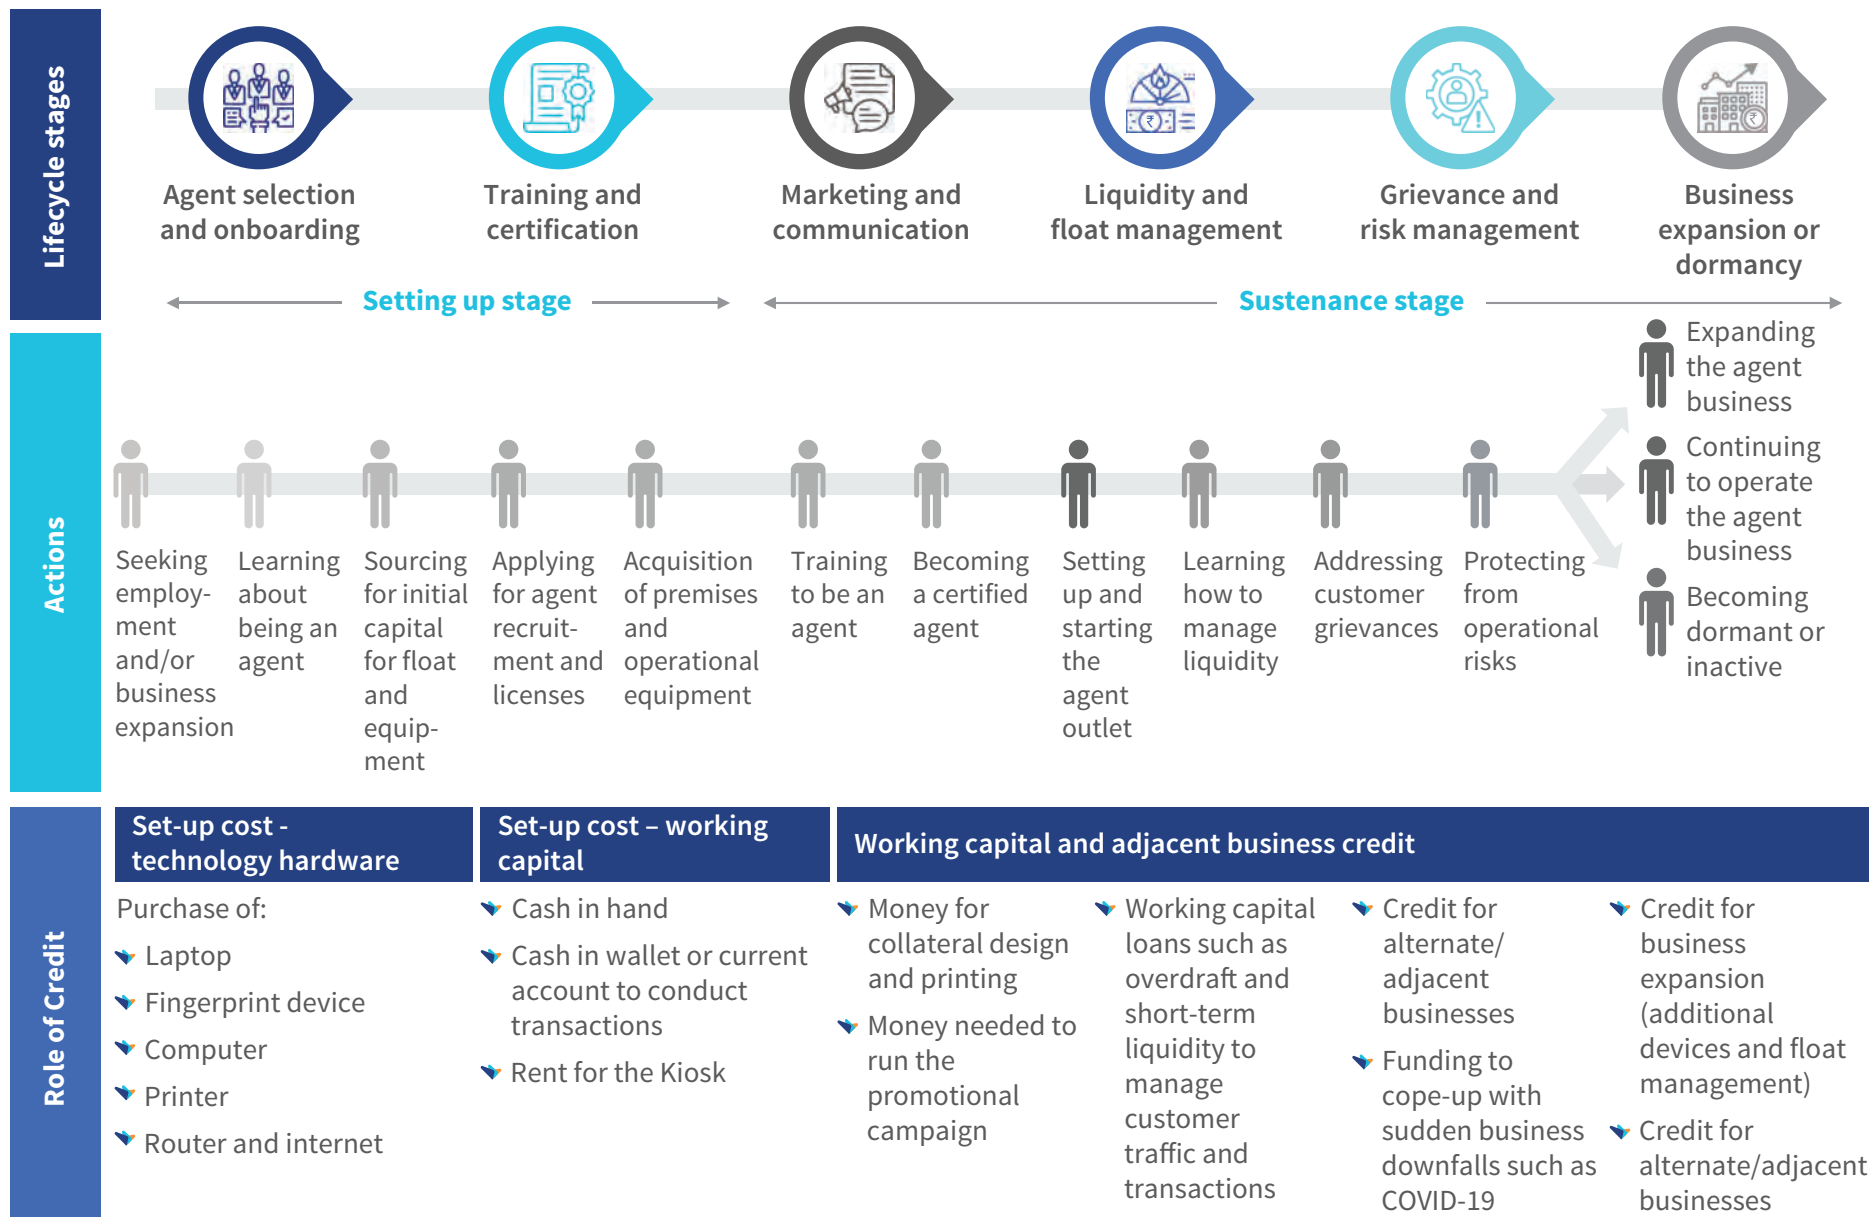 Lifecycle stages
Agent selection
and onboarding
Training and
certification
Marketing and
communication
Liquidity and
float management
Grievance and
risk management
Business
expansion or
dormancy
Setting up stage
Sustenance stage
Actions
Seeking
employ-
ment
and/or
business
expansion
Learning
about
being an
agent
Sourcing
for initial
capital
for float
and
equip-
ment
Applying
for agent
recruit-
ment and
licenses
Acquisition
of premises
and
operational
equipment
Training
to be an
agent
Becoming
a certified
agent
Setting
up and
starting
the
agent
outlet
Learning
how to
manage
liquidity
Addressing
customer
grievances
Protecting
from
operational
risks
Expanding
the agent
business
Continuing
to operate
the agent
business
Becoming
dormant or
inactive
Role of Credit
Set-up cost -
technology hardware
Purchase of:
Laptop
Fingerprint device
Computer
Printer
Router and internet
Set-up cost – working
capital
Cash in hand
Cash in wallet or current
account to conduct
transactions
Rent for the Kiosk
Working capital and adjacent business credit
Money for
collateral design
and printing
Money needed to
run the
promotional
campaign
Working capital
loans such as
overdraft and
short-term
liquidity to
manage
customer
traffic and
transactions
Credit for
alternate/
adjacent
businesses
Funding to
cope-up with
sudden business
downfalls such as
COVID-19
Credit for
business
expansion
(additional
devices and float
management)
Credit for
alternate/adjacent
businesses